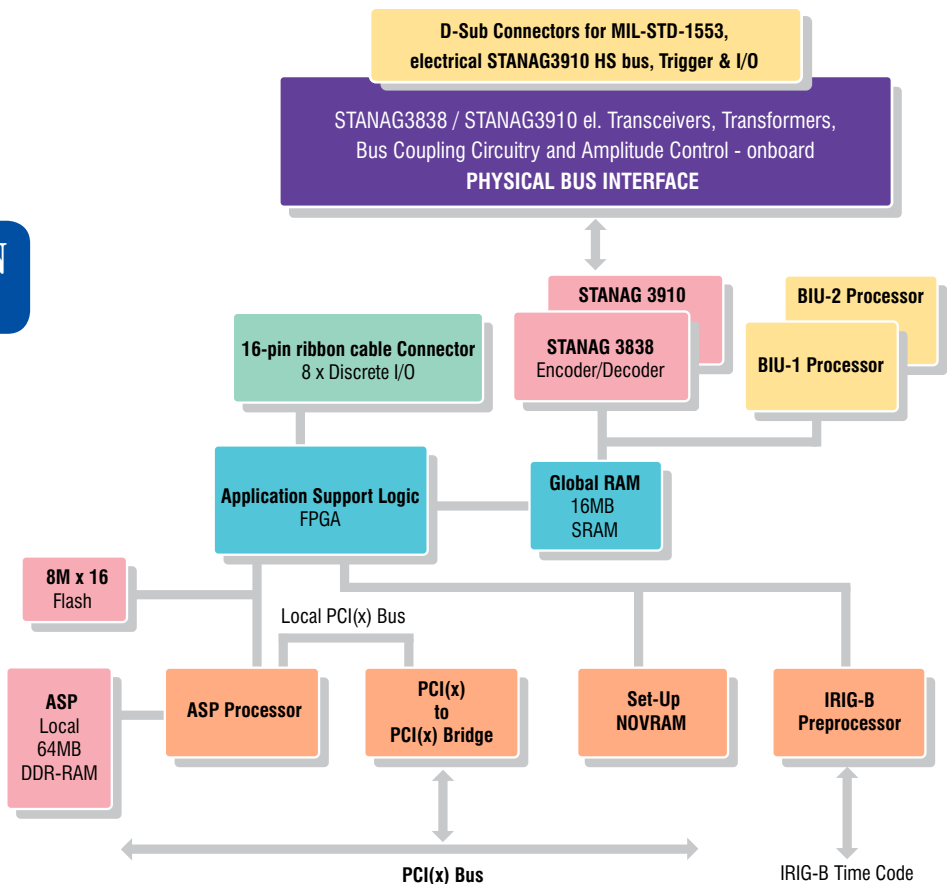 D-Sub Connectors for MIL-STD-1553,
electrical STANAG3910 HS bus, Trigger & I/O
STANAG3838 / STANAG3910 el. Transceivers, Transformers,
Bus Coupling Circuitry and Amplitude Control - onboard
PHYSICAL BUS INTERFACE
N
STANAG 3910
BIU-2 Processor
16-pin ribbon cable Connector
8 x Discrete I/O
STANAG 3838
Encoder/Decoder
BIU-1 Processor
Application Support Logic
FPGA
Global RAM
16MB
SRAM
8M x 16
Flash
Local PCI(x) Bus
ASP
Local
64MB
DDR-RAM
ASP Processor
PCI(x)
to
PCI(x) Bridge
Set-Up
NOVRAM
IRIG-B
Preprocessor
PCI(x) Bus
IRIG-B Time Code